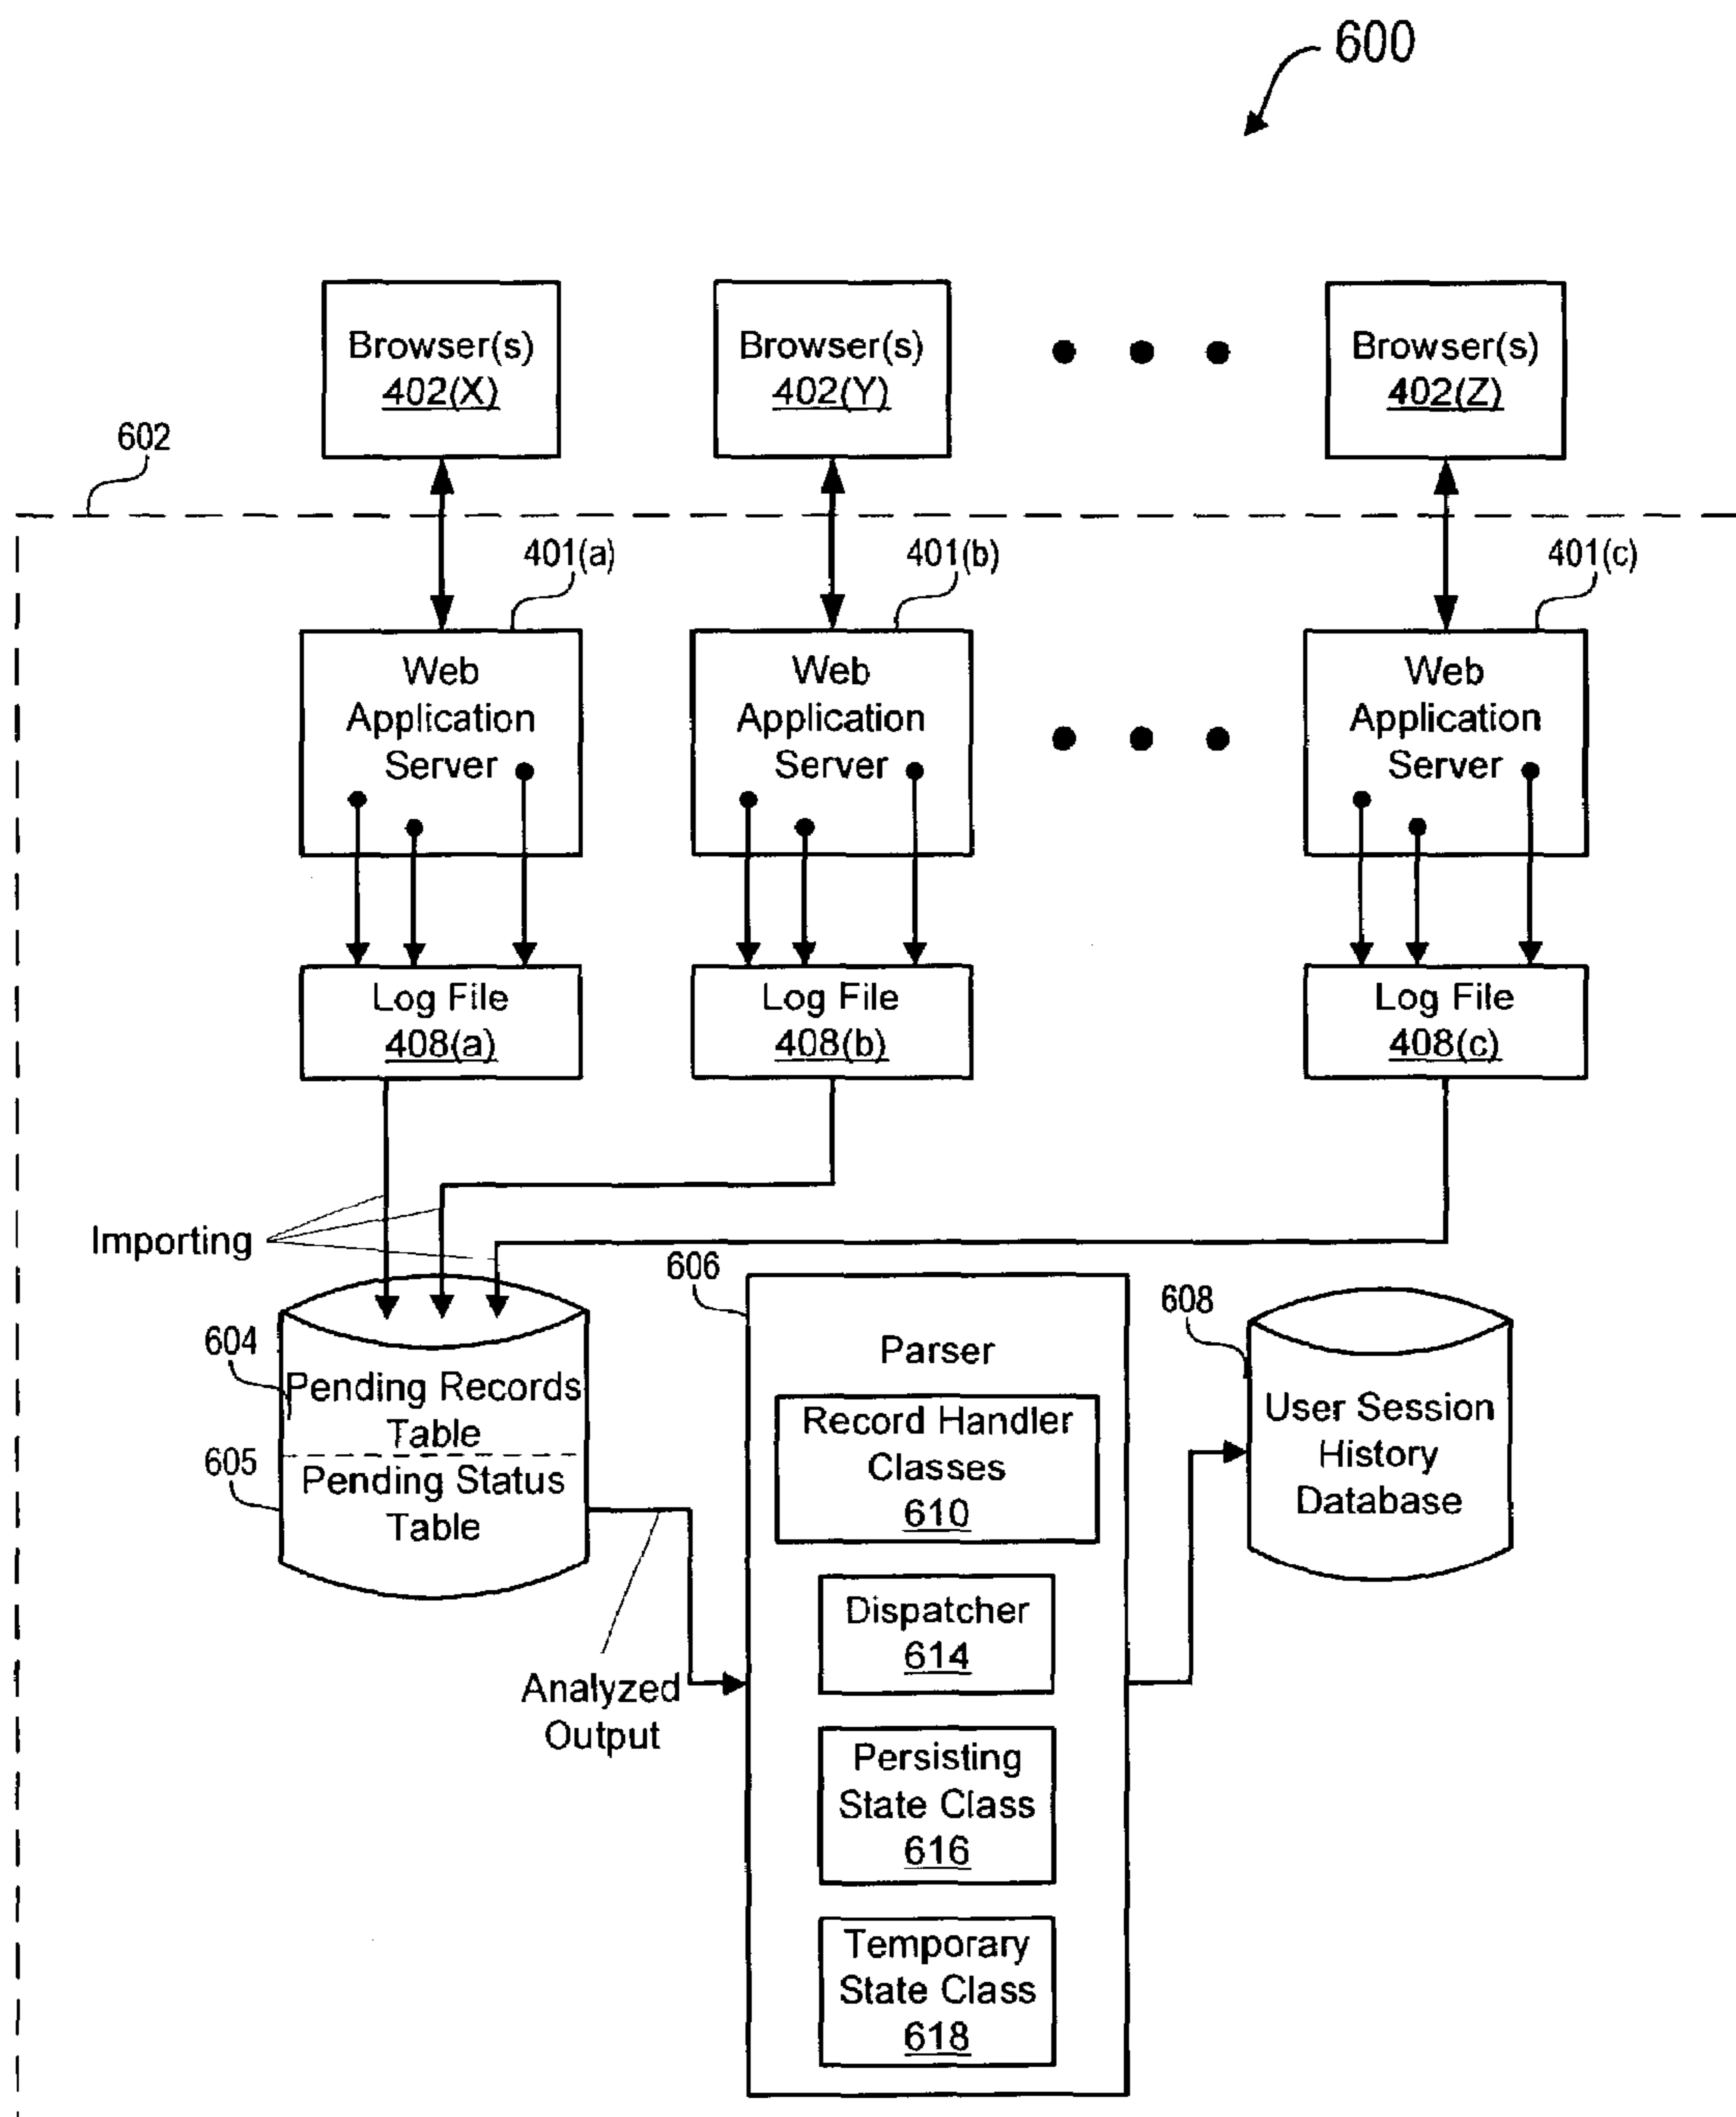 600
Browser(s)
402(X)
Browser(s)
402(Y)
Browser(s)
402(Z)
602
401(a)
401(b)
401(c)
Web
Application
Server
Web
Application
Server
Web
Application
Server
Log File
408(a)
Log File
408(b)
Log File
408(c)
Importing
604
Pending Records
Table
605
Pending Status
Table
Analyzed
Output
606
Parser
Record Handler
Classes
610
Dispatcher
614
Persisting
State Class
616
Temporary
State Class
618
608
User Session
History
Database